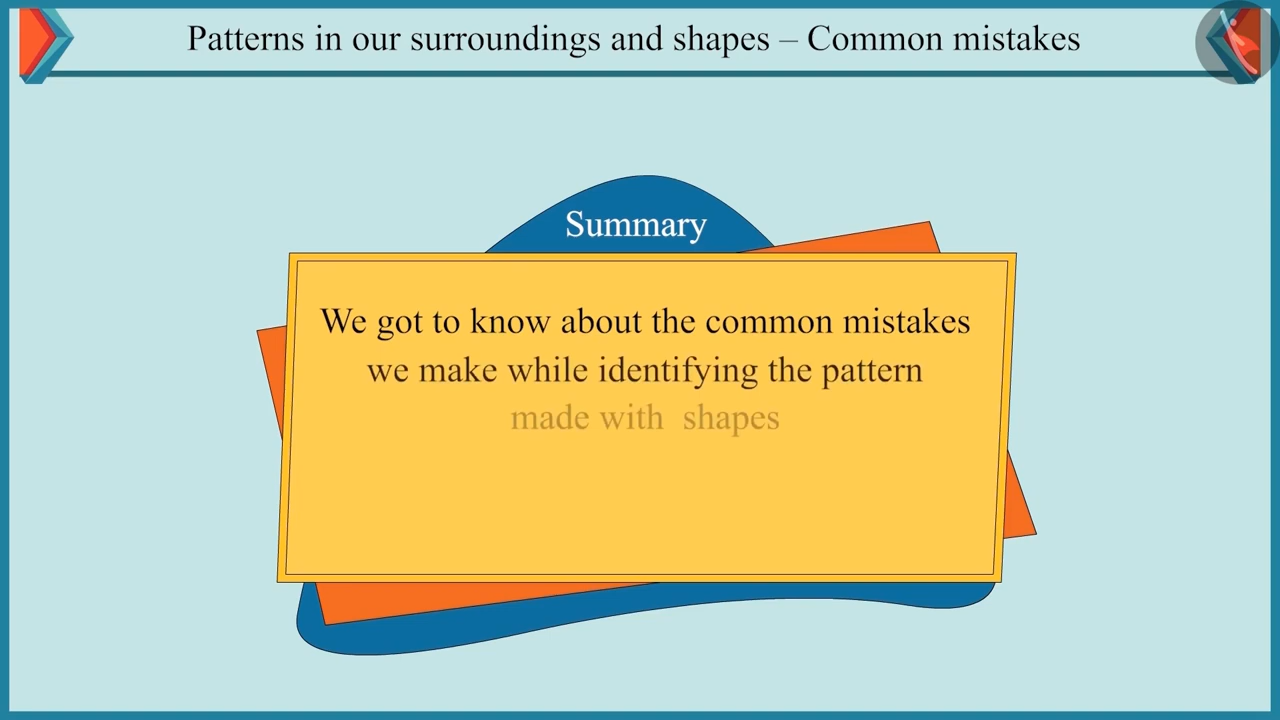 Patterns in our surroundings and shapes – Common mistakes
Summary
We got to know about the common mistakes
we make while identifying the pattern
made with shapes